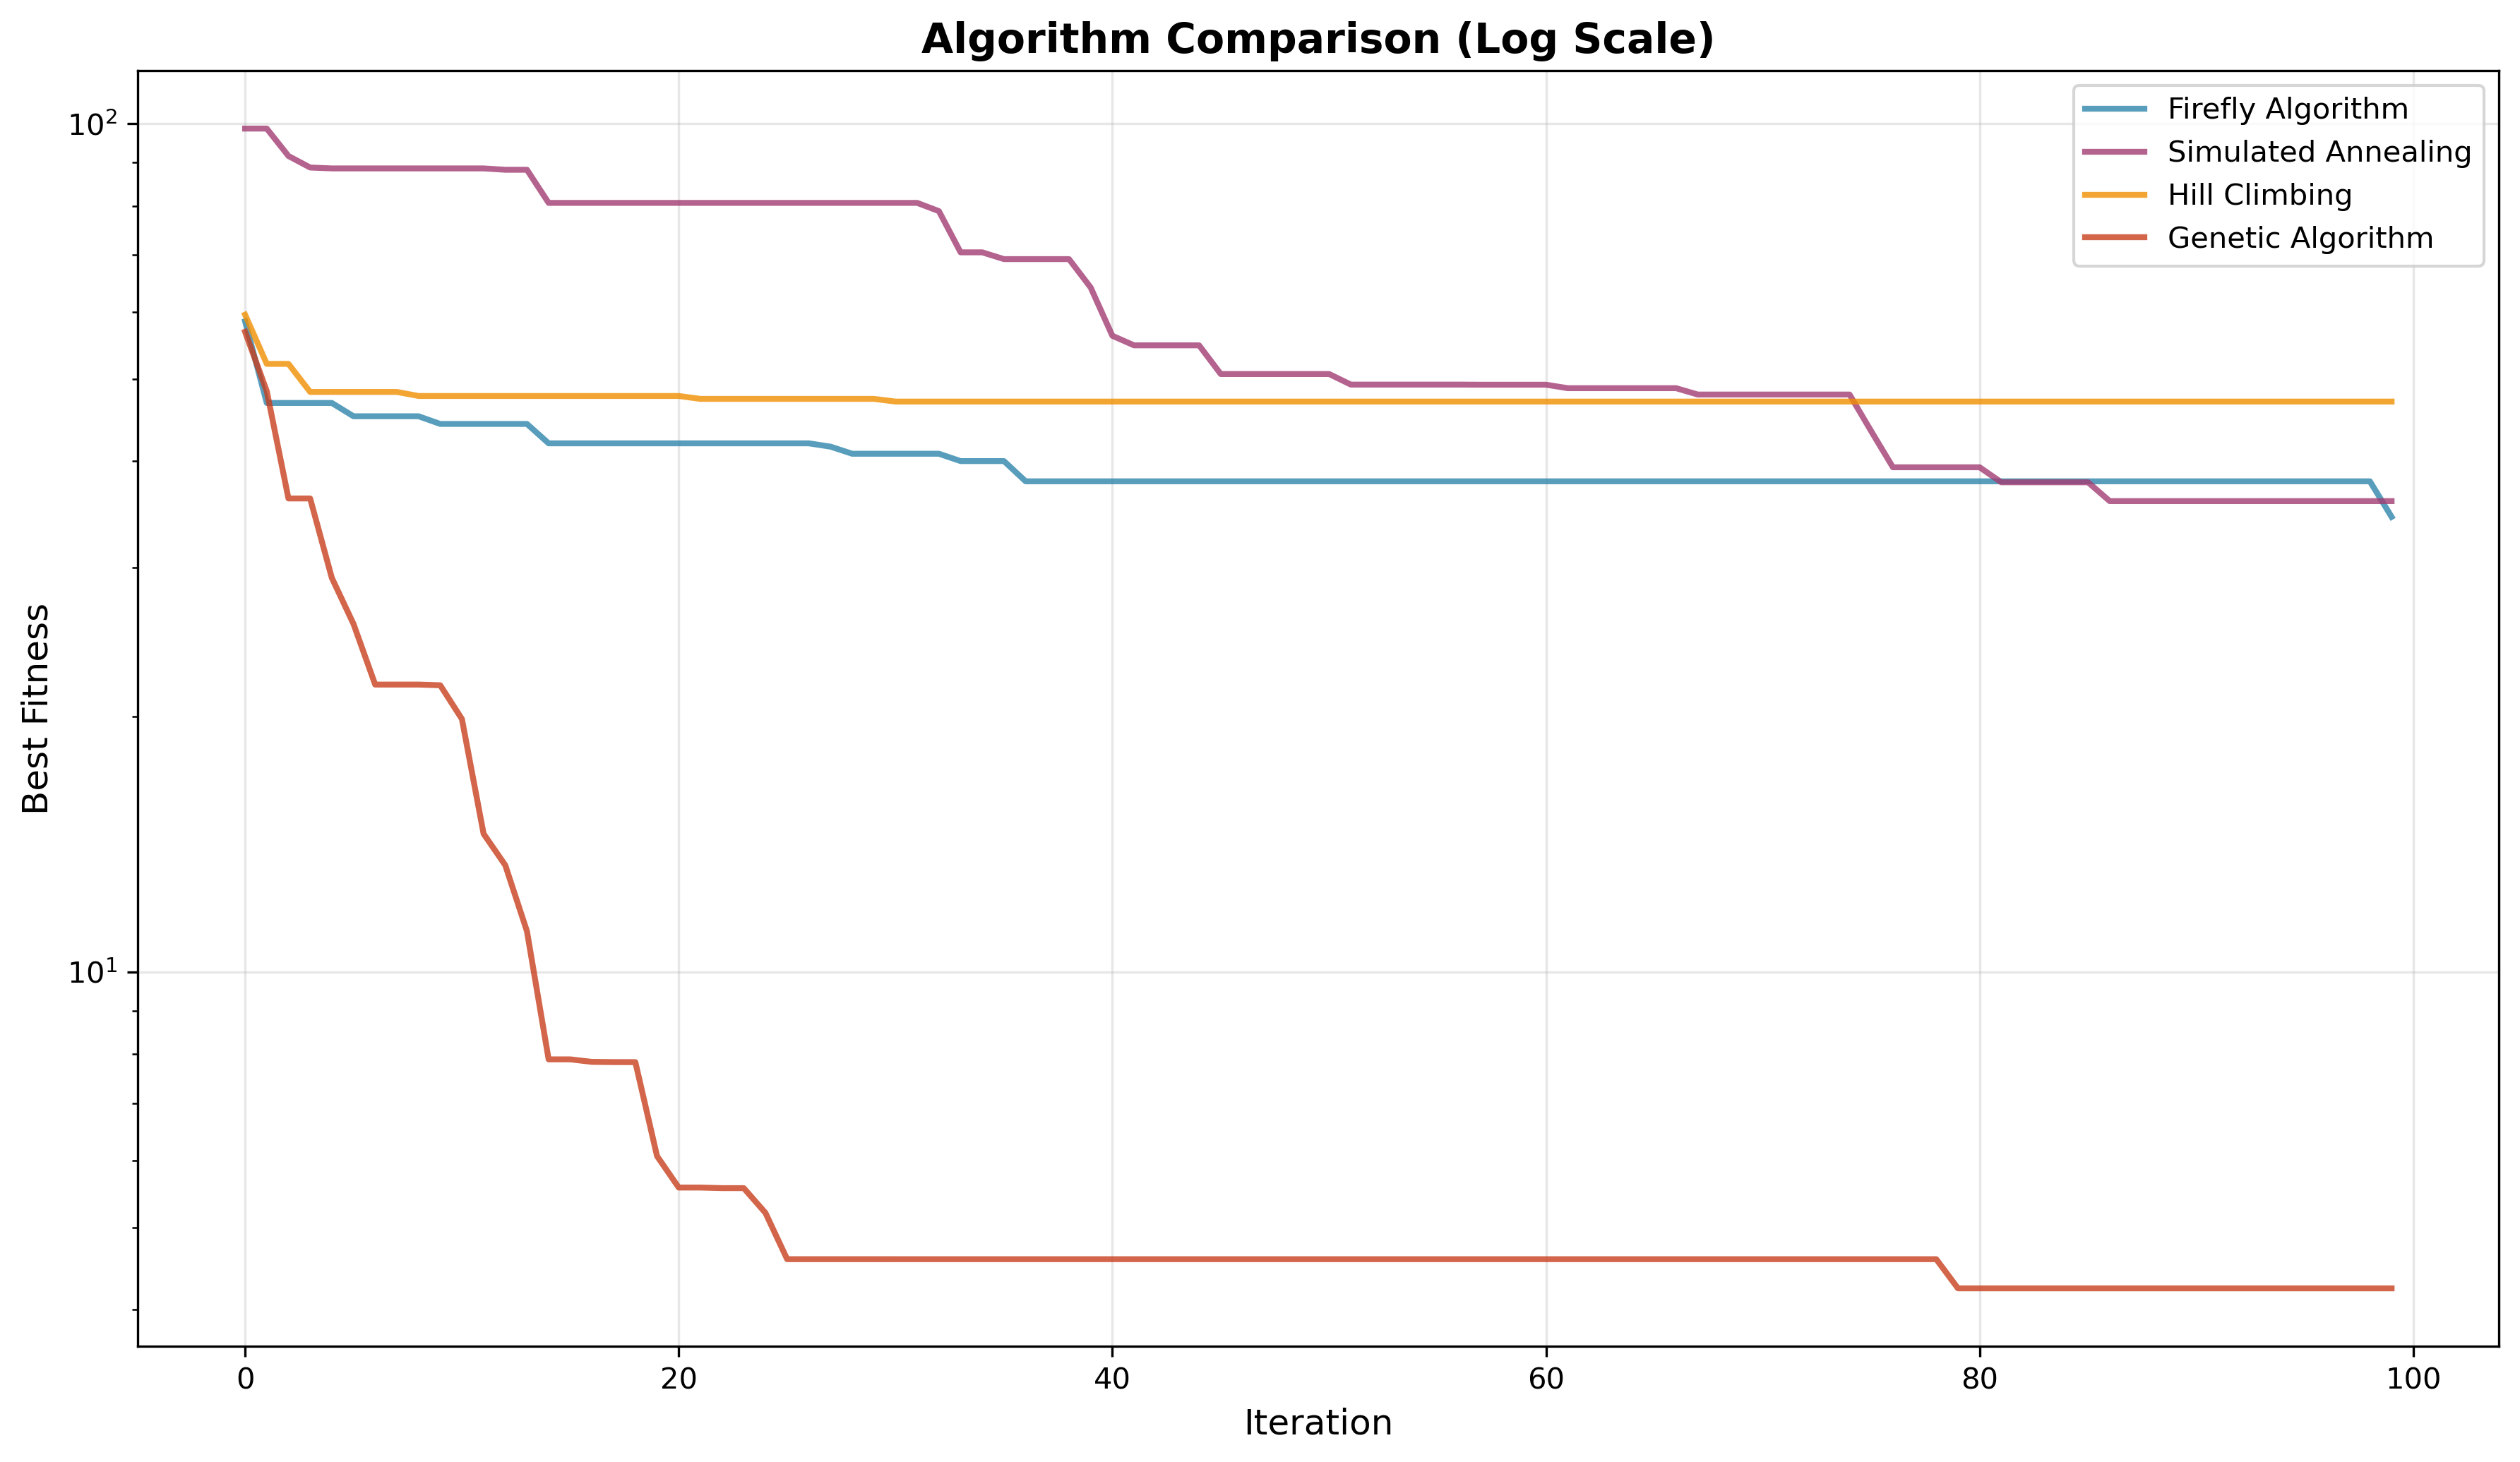 Algorithm Comparison (Log Scale)
10²
10¹
Best Fitness
Firefly Algorithm
Simulated Annealing
Hill Climbing
Genetic Algorithm
0 20 40 60 80 100
Iteration